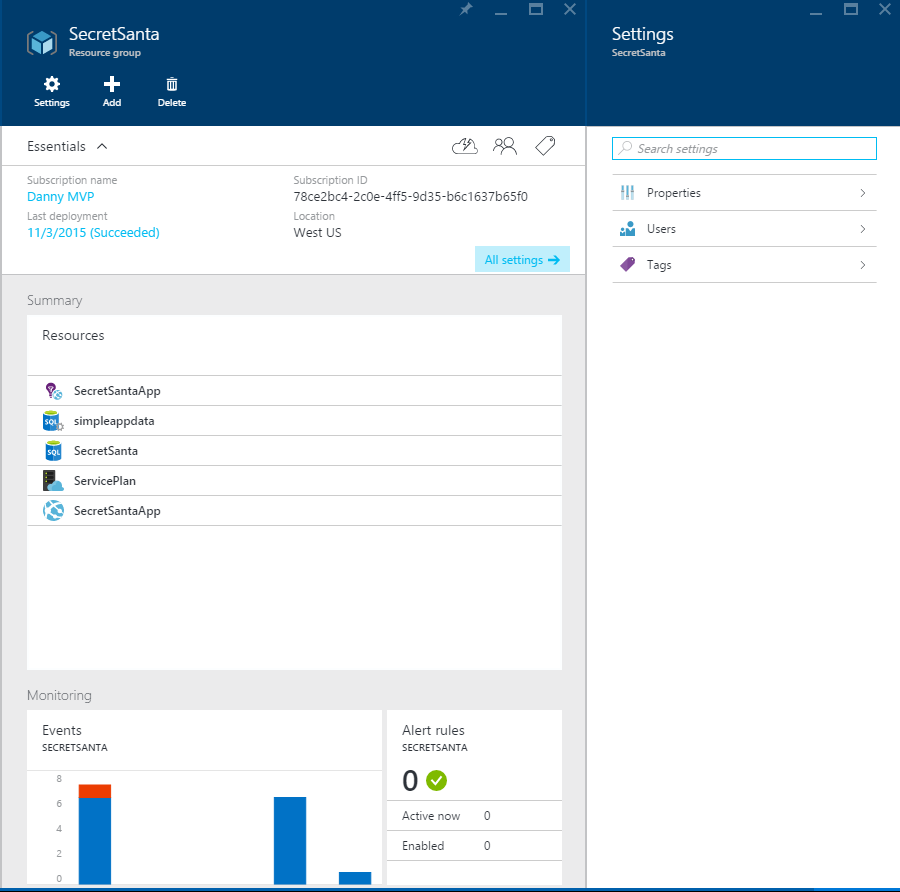 SecretSanta
Resource group
Settings
Add
Delete
Essentials
Subscription name
Subscription ID
Danny MVP
78ce2bc4-2c0e-4ff5-9d35-b6c1637b65f0
Last deployment
Location
11/3/2015 (Succeeded)
West US
All settings
Summary
Resources
SecretSantaApp
SQL simpleappdata
SQL SecretSanta
ServicePlan
SecretSantaApp
Monitoring
Events
SECRETSANTA
8
6
4
2
0
Alert rules
SECRETSANTA
0
Active now 0
Enabled 0
Settings
SecretSanta
Search settings
Properties
Users
Tags